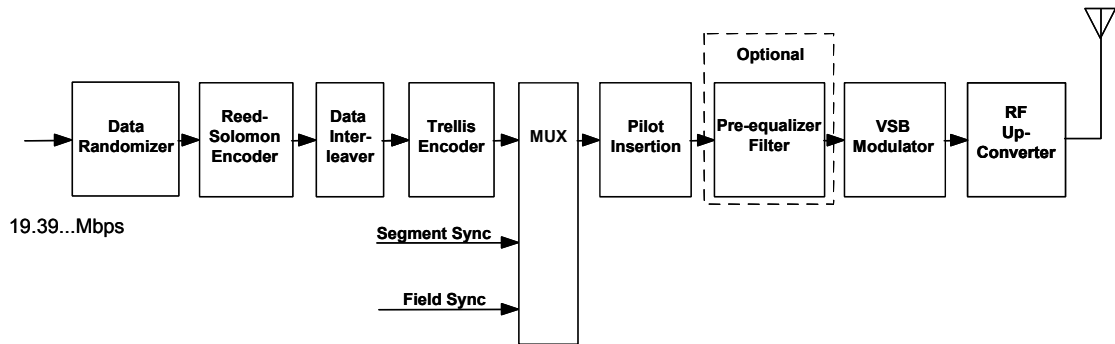 Optional
Data
Randomizer
Reed-
Solomon
Encoder
Data
Inter-
leaver
Trellis
Encoder
MUX
Pilot
Insertion
Pre-equalizer
Filter
VSB
Modulator
RF
Up-
Converter
19.39...Mbps
Segment Sync
Field Sync